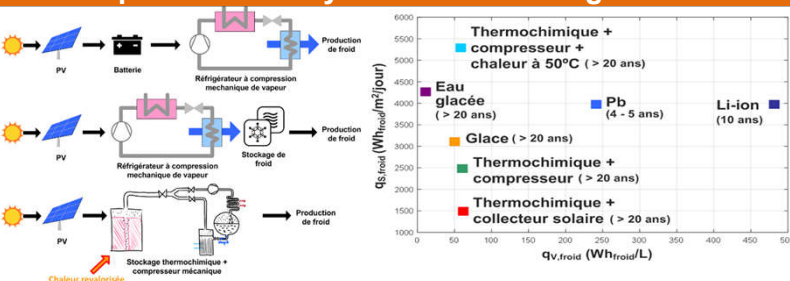 PV
Batterie
Réfrigérateur à compression
mécanique de vapeur
Production
de froid
PV
Réfrigérateur à compression
mécanique de vapeur
Stockage de
froid
Production
de froid
PV
Stockage thermochimique +
compresseur mécanique
Production
de froid
Chaleur revalorisée
6000
5500
5000
4500
4000
3500
3000
2500
2000
1500
1000
qS,froid (Whfroid/m²/jour)
Thermochimique +
compresseur +
chaleur à 50ºC ( > 20 ans)
Eau
glacée
( > 20 ans)
Pb
(4 - 5 ans)
Li-ion
(10 ans)
Glace ( > 20 ans)
Thermochimique +
compresseur ( > 20 ans)
Thermochimique +
collecteur solaire ( > 20 ans)
0 50 100 150 200 250 300 350 400 450 500
qV,froid (Whfroid/L)